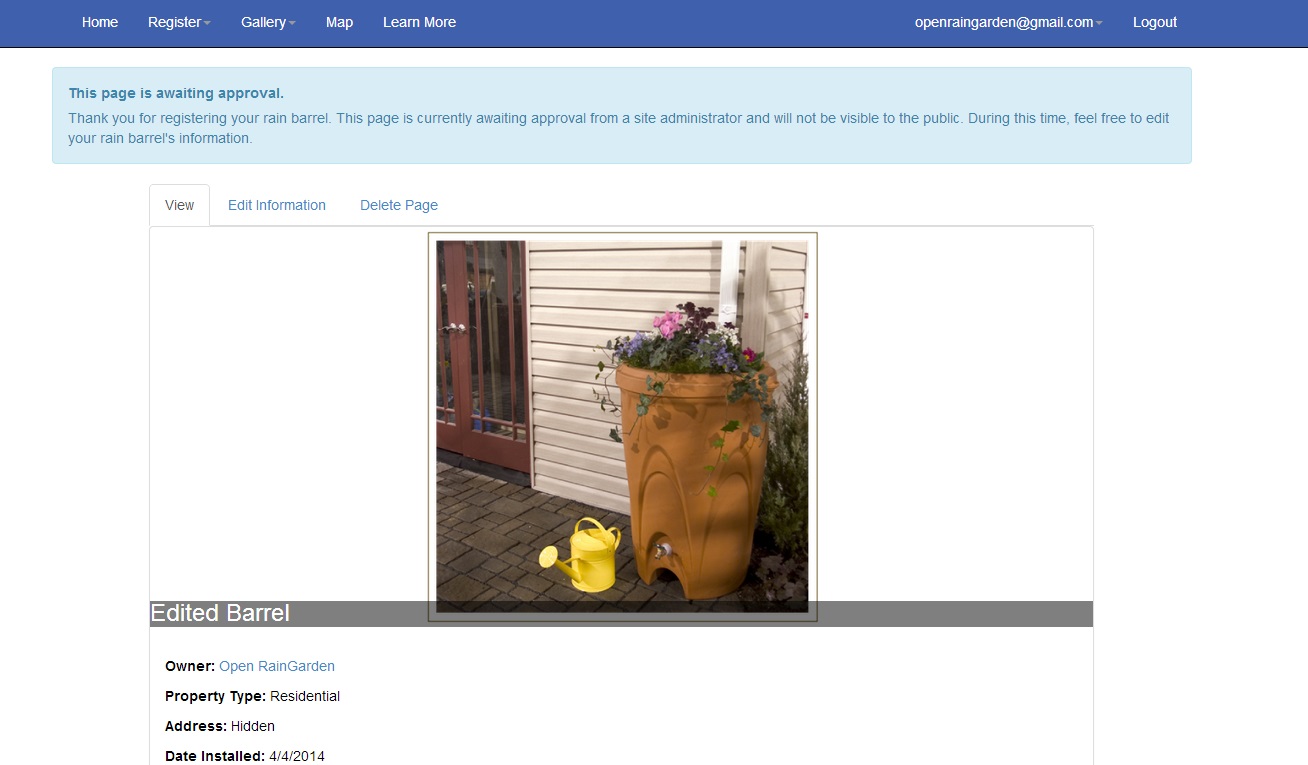 Home Register Gallery Map Learn More openraingarden@gmail.com Logout
This page is awaiting approval.
Thank you for registering your rain barrel. This page is currently awaiting approval from a site administrator and will not be visible to the public. During this time, feel free to edit
your rain barrel's information.
View Edit Information Delete Page
Edited Barrel
Owner: Open RainGarden
Property Type: Residential
Address: Hidden
Date Installed: 4/4/2014